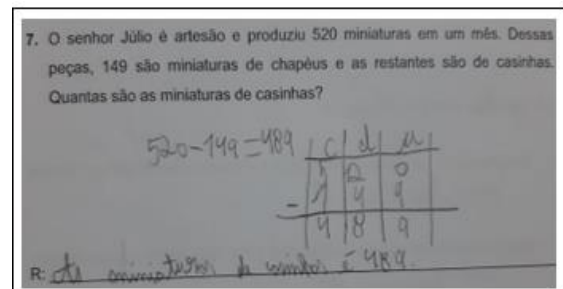 7. O senhor Júlio é artesão e produziu 520 miniaturas em um mês. Dessas
peças, 149 são miniaturas de chapéus e as restantes são de casinhas.
Quantas são as miniaturas de casinhas?
520-149=489
c d u
5 2 0
- 1 4 9
4 8 9
R: As miniaturas de casinhas é 489.